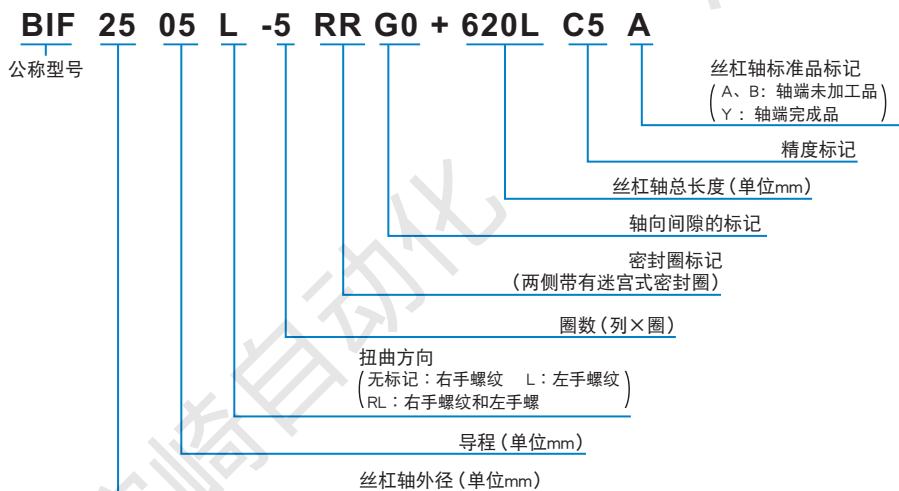 BIF 25 05 L -5 RR G0 + 620L C5 A
公称型号
丝杠轴标准品标记
(A、B: 轴端未加工品
Y : 轴端完成品)
精度标记
丝杠轴总长度(单位mm)
轴向间隙的标记
密封圈标记
(两侧带有迷宫式密封圈)
圈数(列×圈)
扭曲方向
(无标记：右手螺纹 L：左手螺纹
RL：右手螺纹和左手螺)
导程(单位mm)
丝杠轴外径(单位mm)
崎自动化